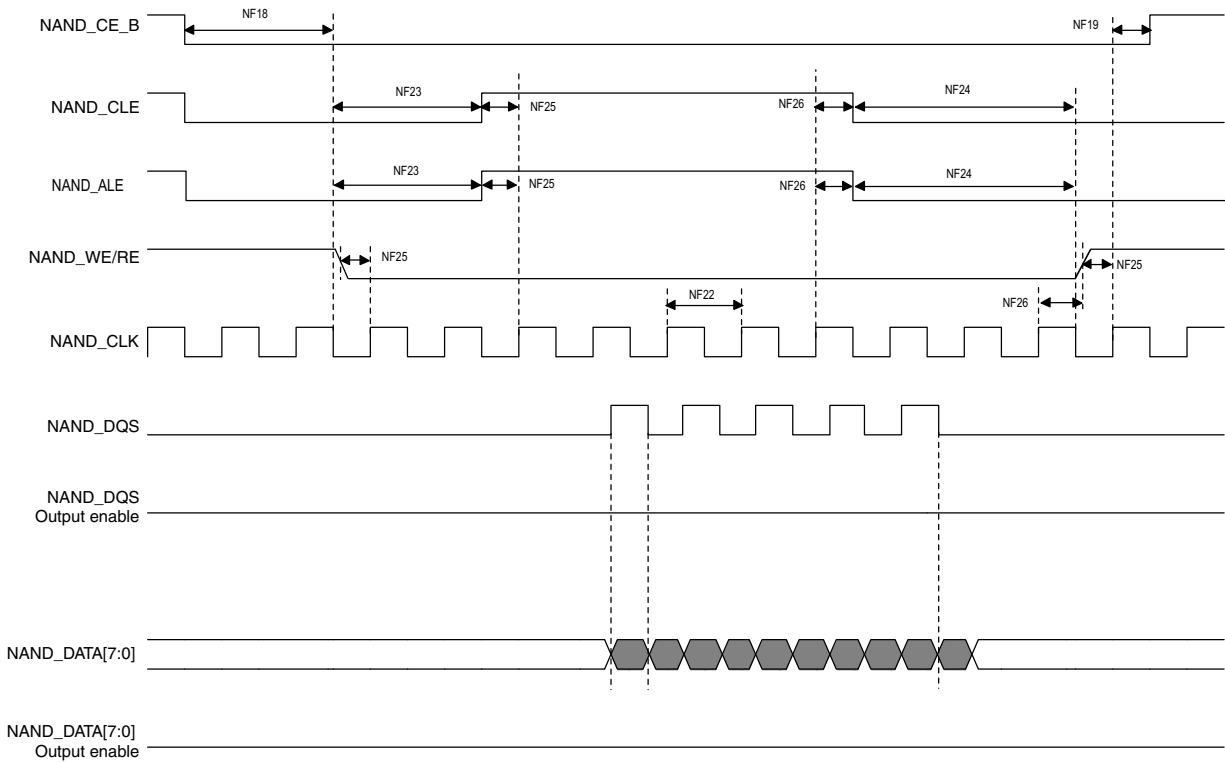 NAND_CE_B
NF18
NF19
NAND_CLE
NF23
NF25
NF26
NF24
NAND_ALE
NF23
NF25
NF26
NF24
NAND_WE/RE
NF25
NF25
NF22
NF26
NAND_CLK
NAND_DQS
NAND_DQS
Output enable
NAND_DATA[7:0]
NAND_DATA[7:0]
Output enable